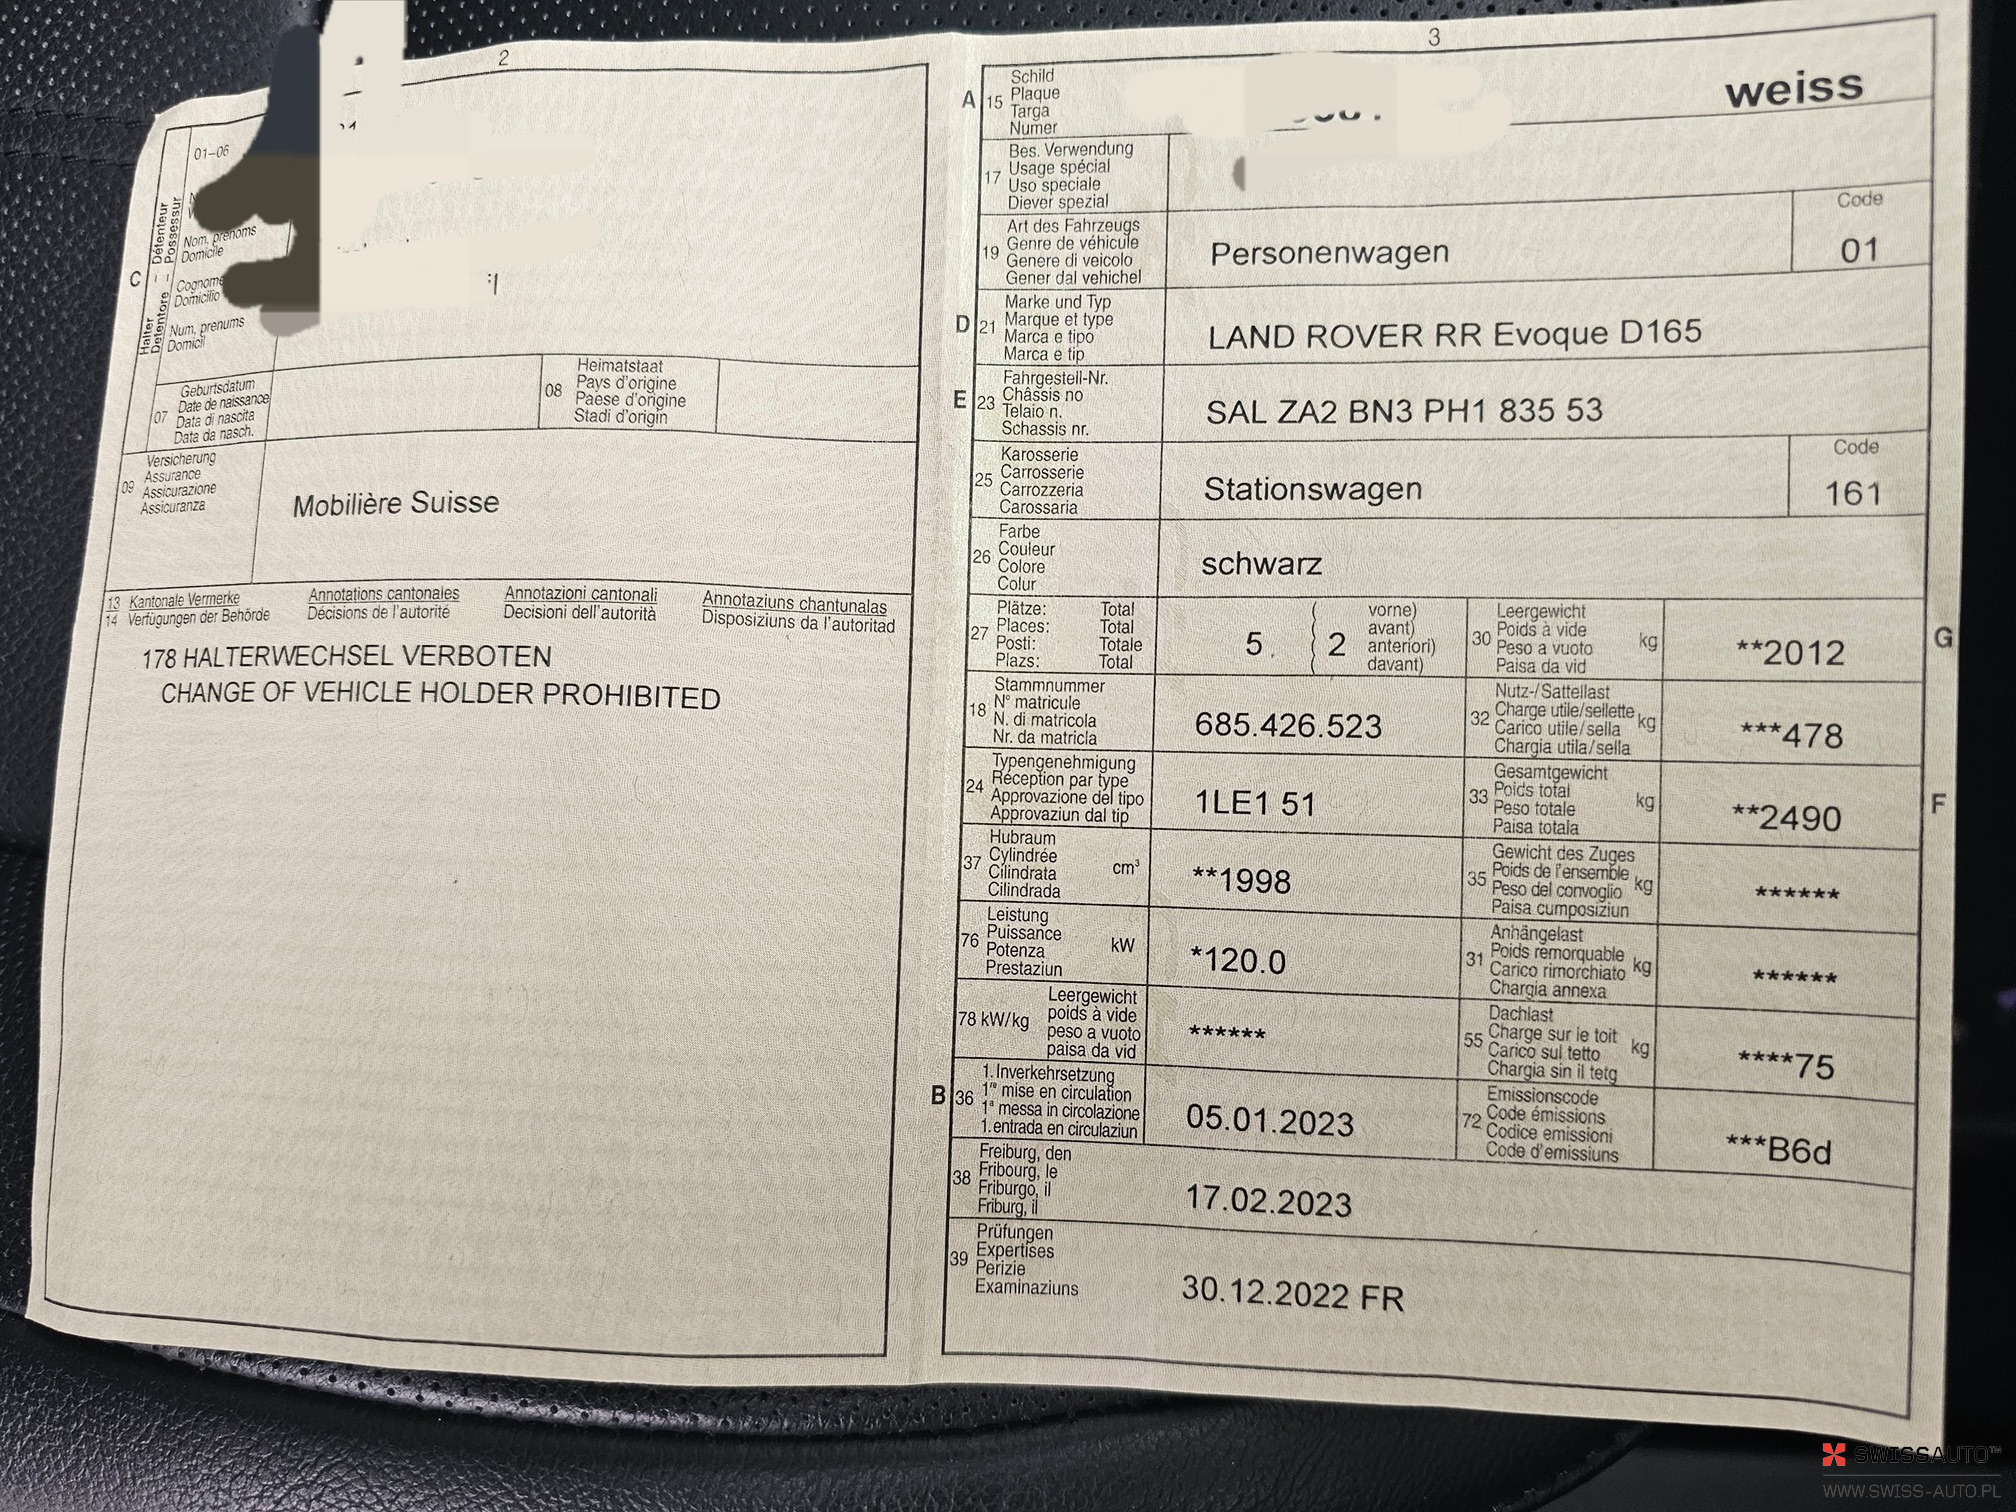 2
01–06
Halter – Détenteur
Detentore – Possessur
C
Nom, prénoms
Domicile
Cognome
Domicilio
Num, prenums
Domicil
07
Geburtsdatum
Date de naissance
Data di nascita
Data da nasch.
08
Heimatstaat
Pays d'origine
Paese d'origine
Stadi d'origin
09
Versicherung
Assurance
Assicurazione
Assicuranza
Mobilière Suisse
13 Kantonale Vermerke Annotations cantonales Annotazioni cantonali Annotaziuns chantunalas
14 Verfügungen der Behörde Décisions de l'autorité Decisioni dell'autorità Disposiziuns da l'autoritad
178 HALTERWECHSEL VERBOTEN
CHANGE OF VEHICLE HOLDER PROHIBITED
3
A 15
Schild
Plaque
Targa
Numer
weiss
17
Bes. Verwendung
Usage spécial
Uso speciale
Diever spezial
19
Art des Fahrzeugs
Genre de véhicule
Genere di veicolo
Gener dal vehichel
Personenwagen
Code
01
D 21
Marke und Typ
Marque et type
Marca e tipo
Marca e tip
LAND ROVER RR Evoque D165
E 23
Fahrgestell-Nr.
Châssis no
Telaio n.
Schassis nr.
SAL ZA2 BN3 PH1 835 53
25
Karosserie
Carrosserie
Carrozzeria
Carossaria
Stationswagen
Code
161
26
Farbe
Couleur
Colore
Colur
schwarz
27
Plätze: Total
Places: Total
Posti: Totale
Plazs: Total
5 ( 2
vorne)
avant)
anteriori)
davant)
30
Leergewicht
Poids à vide
Peso a vuoto
Paisa da vid
kg
**2012
G
18
Stammnummer
N° matricule
N. di matricola
Nr. da matricla
685.426.523
32
Nutz-/Sattellast
Charge utile/sellette
Carico utile/sella
Chargia utila/sella
kg
***478
24
Typengenehmigung
Réception par type
Approvazione del tipo
Approvaziun dal tip
1LE1 51
33
Gesamtgewicht
Poids total
Peso totale
Paisa totala
kg
**2490
F
37
Hubraum
Cylindrée
Cilindrata
Cilindrada
cm³
**1998
35
Gewicht des Zuges
Poids de l'ensemble
Peso del convoglio
Paisa cumposiziun
kg
******
76
Leistung
Puissance
Potenza
Prestaziun
kW
*120.0
31
Anhängelast
Poids remorquable
Carico rimorchiato
Chargia annexa
kg
******
78 kW/kg
Leergewicht
poids à vide
peso a vuoto
paisa da vid
******
55
Dachlast
Charge sur le toit
Carico sul tetto
Chargia sin il tetg
kg
****75
B 36
1. Inverkehrsetzung
1re mise en circulation
1a messa in circolazione
1. entrada en circulaziun
05.01.2023
72
Emissionscode
Code émissions
Codice emissioni
Code d'emissiuns
***B6d
38
Freiburg, den
Fribourg, le
Friburgo, il
Friburg, il
17.02.2023
39
Prüfungen
Expertises
Perizie
Examinaziuns
30.12.2022 FR
SWISSAUTO™
WWW.SWISS-AUTO.PL